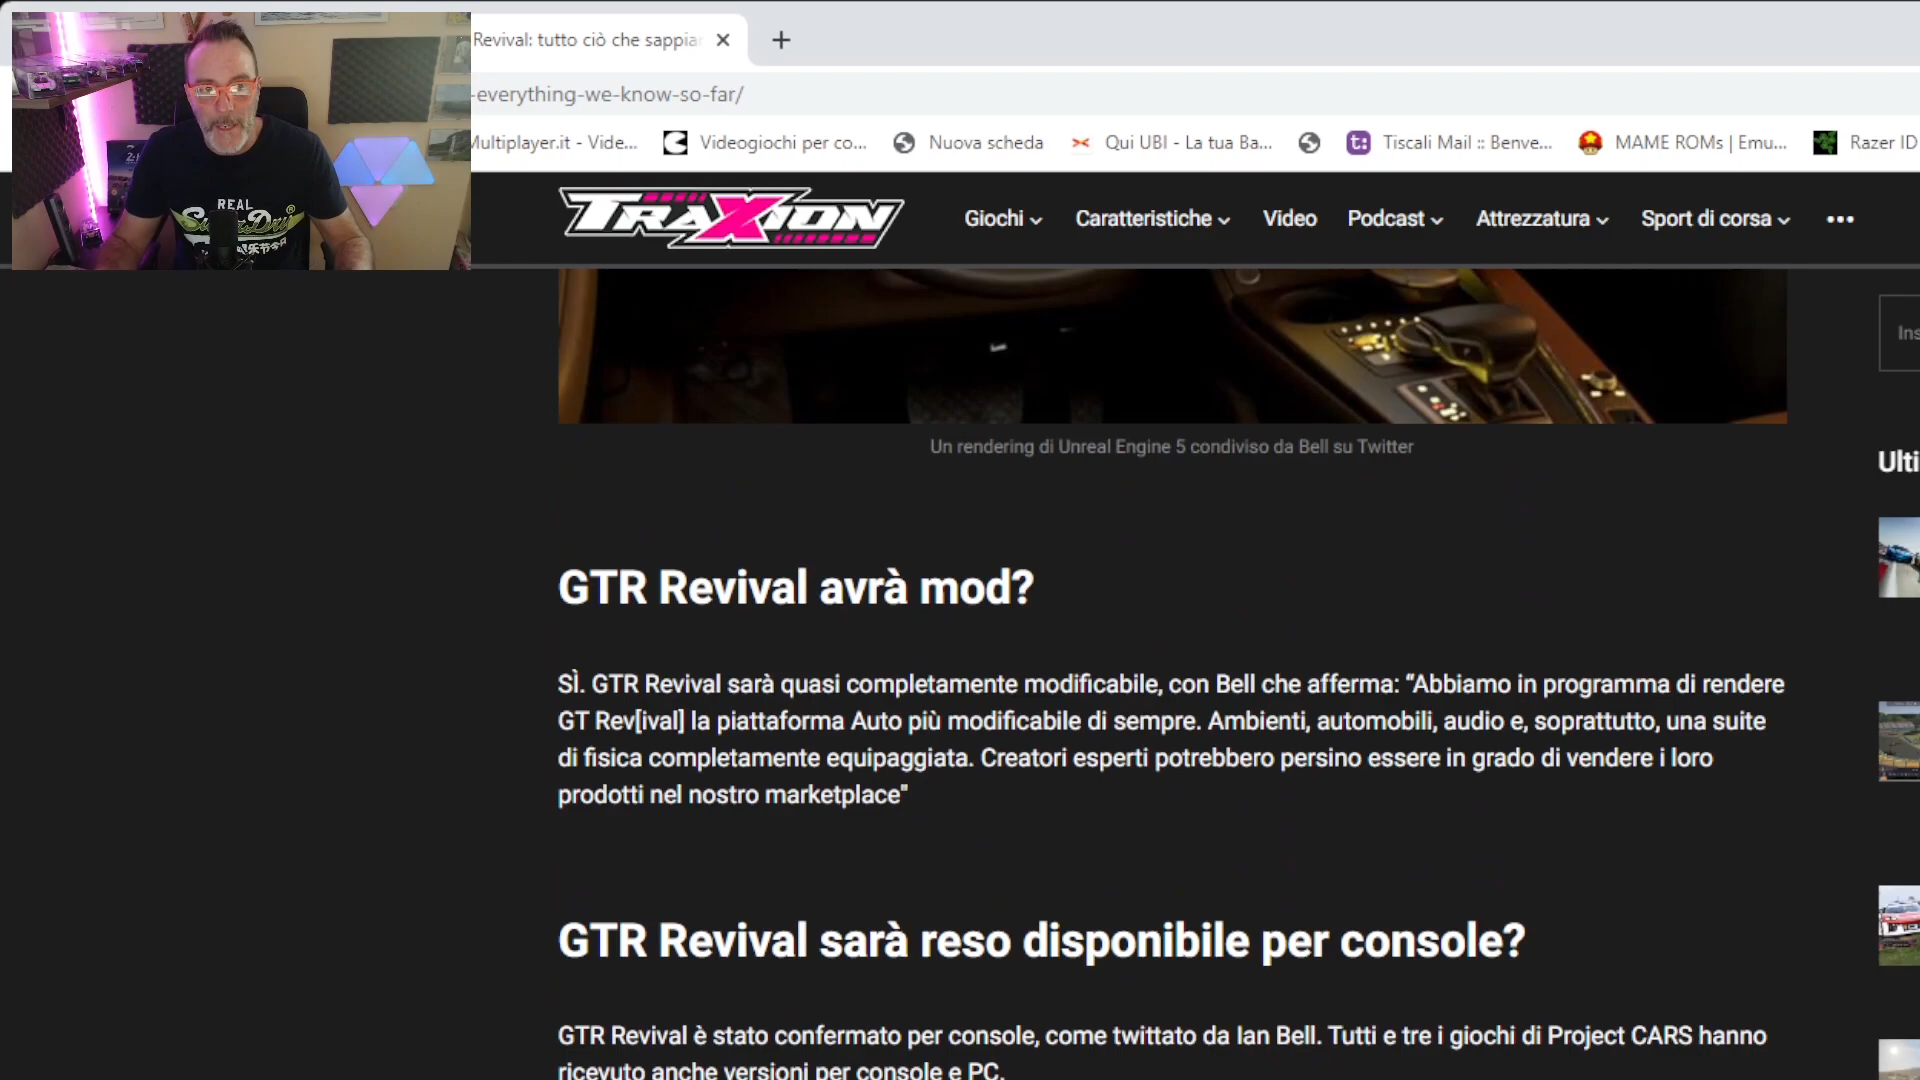 Revival: tutto ciò che sappia
-everything-we-know-so-far/
Multiplayer.it - Vide...
Videogiochi per co...
Nuova scheda
Qui UBI - La tua Ba...
t:
Tiscali Mail :: Benve...
MAME ROMs | Emu...
Razer ID
REAL
TRAXION
Giochi
Caratteristiche
Video
Podcast
Attrezzatura
Sport di corsa
Ins
Un rendering di Unreal Engine 5 condiviso da Bell su Twitter
Ulti
GTR Revival avrà mod?
SÌ. GTR Revival sarà quasi completamente modificabile, con Bell che afferma: “Abbiamo in programma di rendere
GT Rev[ival] la piattaforma Auto più modificabile di sempre. Ambienti, automobili, audio e, soprattutto, una suite
di fisica completamente equipaggiata. Creatori esperti potrebbero persino essere in grado di vendere i loro
prodotti nel nostro marketplace"
GTR Revival sarà reso disponibile per console?
GTR Revival è stato confermato per console, come twittato da Ian Bell. Tutti e tre i giochi di Project CARS hanno
ricevuto anche versioni per console e PC.